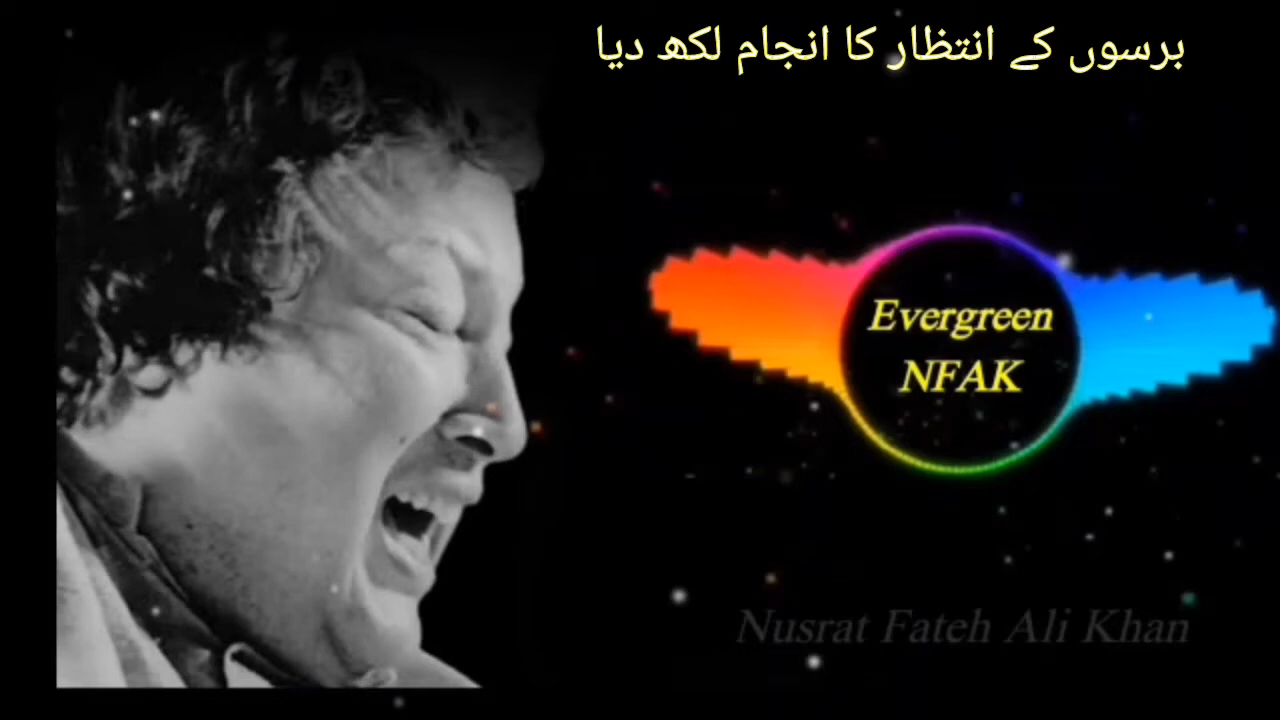 برسوں کے انتظار کا انجام لکھ دیا
Evergreen
NFAK
Nusrat Fateh Ali Khan